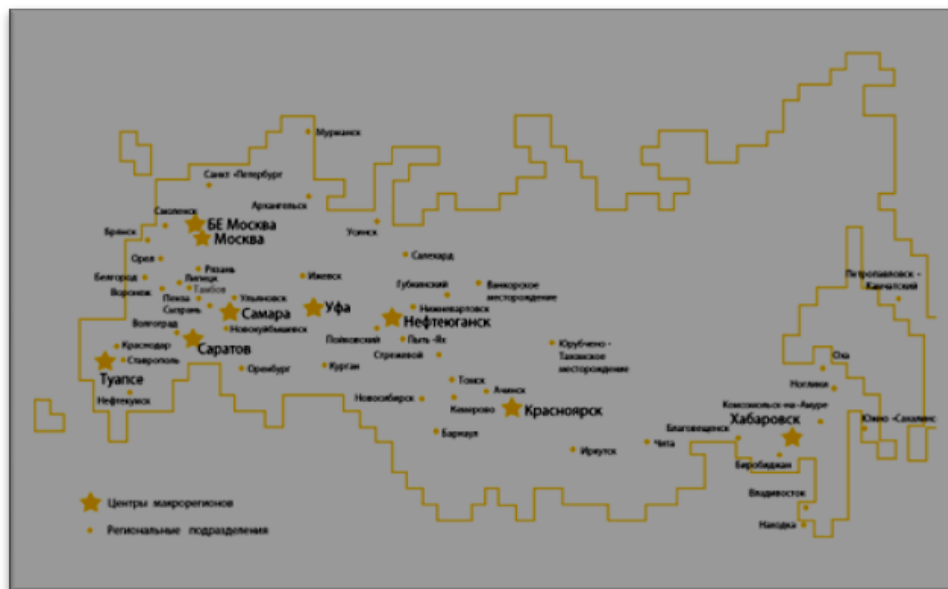 Мурманск
Санкт -Петербург
Архангельск
Смоленск
БЕ Москва
Москва
Брянск
Усинск
Орел
Салехард
Рязань
Белгород
Липецк
Ижевск
Петропавловск -
Камчатский
Воронеж
Тамбов
Губкинский
Ванкорское
месторождение
Пенза
Ульяновск
Сызрань
Самара
Уфа
Нижневартовск
Нефтеюганск
Волгоград
Новокуйбышевск
Пойковский
Пыть -Ях
Юрубчено -
Тахомское
месторождение
Краснодар
Саратов
Стрежевой
Оха
Ставрополь
Туапсе
Оренбург
Курган
Томск
Ачинск
Ноглики
Нефтекумск
Новосибирск
Кемерово
Красноярск
Комсомольск-на-Амуре
Хабаровск
Южно -Сахалинс
Благовещенск
Барнаул
Иркутск
Чита
Биробиджан
Владивосток
Находка
Центры макрорегионов
Региональные подразделения